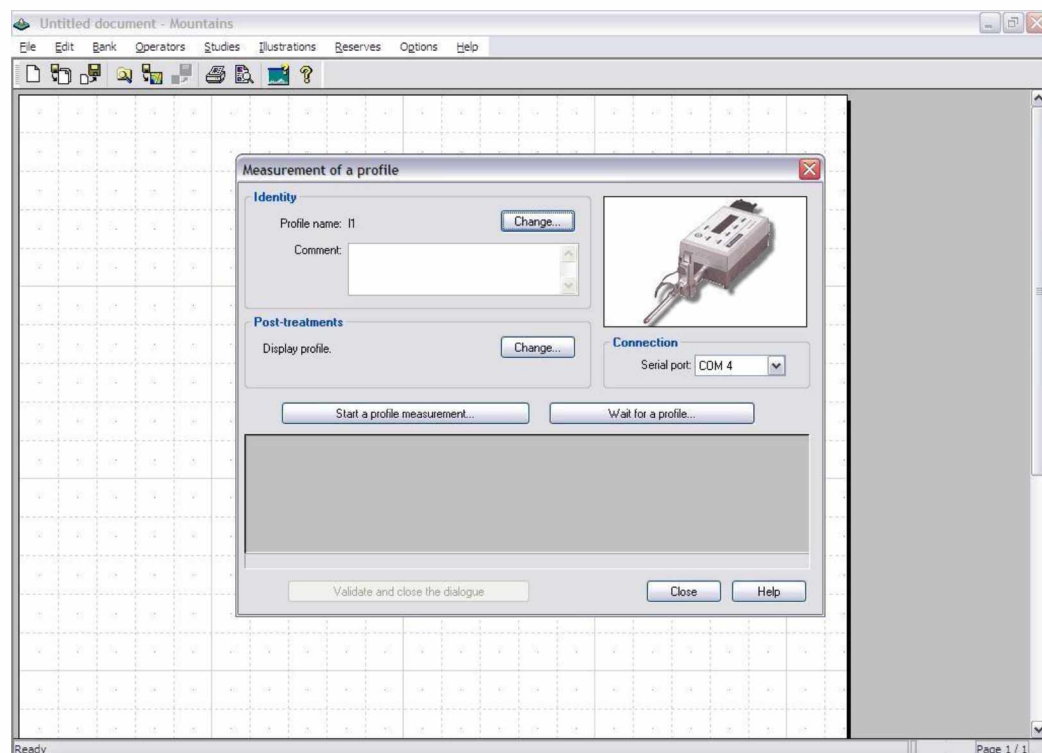 Untitled document - Mountains
File Edit Bank Operators Studies Illustrations Reserves Options Help
Measurement of a profile
Identity
Profile name: I1
Change...
Comment:
Post-treatments
Display profile.
Change...
Connection
Serial port: COM 4
Start a profile measurement...
Wait for a profile...
Validate and close the dialogue
Close
Help
Ready
Page 1 / 1